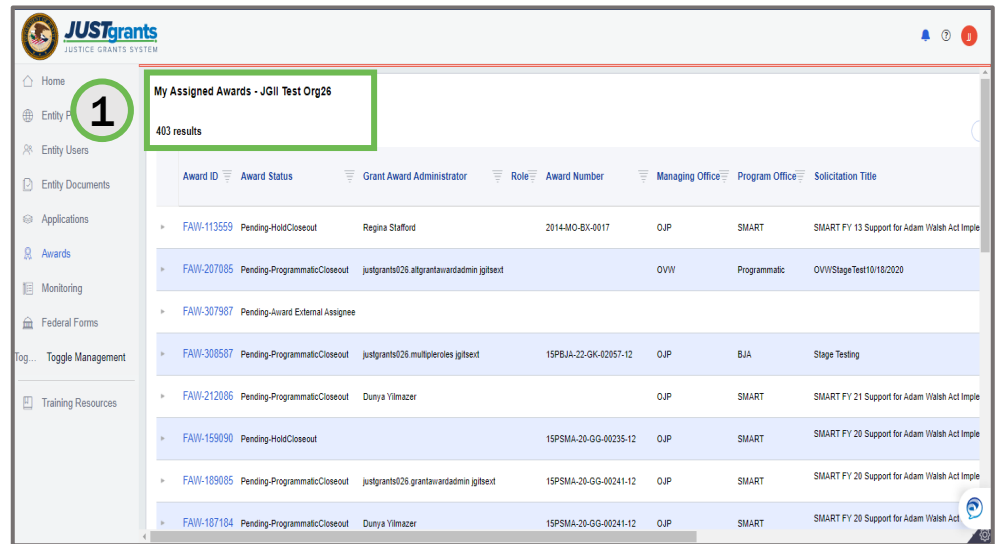 JUSTgrants
JUSTICE GRANTS SYSTEM
JJ
Home
Entity P
1
Entity Users
Entity Documents
Applications
Awards
Monitoring
Federal Forms
Tog... Toggle Management
Training Resources
My Assigned Awards - JGII Test Org26
403 results
Award ID Award Status Grant Award Administrator Role Award Number Managing Office Program Office Solicitation Title
FAW-113559 Pending-HoldCloseout Regina Stafford 2014-MO-BX-0017 OJP SMART SMART FY 13 Support for Adam Walsh Act Imple
FAW-207085 Pending-ProgrammaticCloseout justgrants026.altgrantawardadmin jgitsext OVW Programmatic OVWStageTest10/18/2020
FAW-307987 Pending-Award External Assignee
FAW-308587 Pending-ProgrammaticCloseout justgrants026.multipleroles jgitsext 15PBJA-22-GK-02057-12 OJP BJA Stage Testing
FAW-212086 Pending-ProgrammaticCloseout Dunya Yilmazer OJP SMART SMART FY 21 Support for Adam Walsh Act Imple
FAW-159090 Pending-HoldCloseout 15PSMA-20-GG-00235-12 OJP SMART SMART FY 20 Support for Adam Walsh Act Imple
FAW-189085 Pending-ProgrammaticCloseout justgrants026.grantawardadmin jgitsext 15PSMA-20-GG-00241-12 OJP SMART SMART FY 20 Support for Adam Walsh Act Imple
FAW-187184 Pending-ProgrammaticCloseout Dunya Yilmazer 15PSMA-20-GG-00241-12 OJP SMART SMART FY 20 Support for Adam Walsh Act